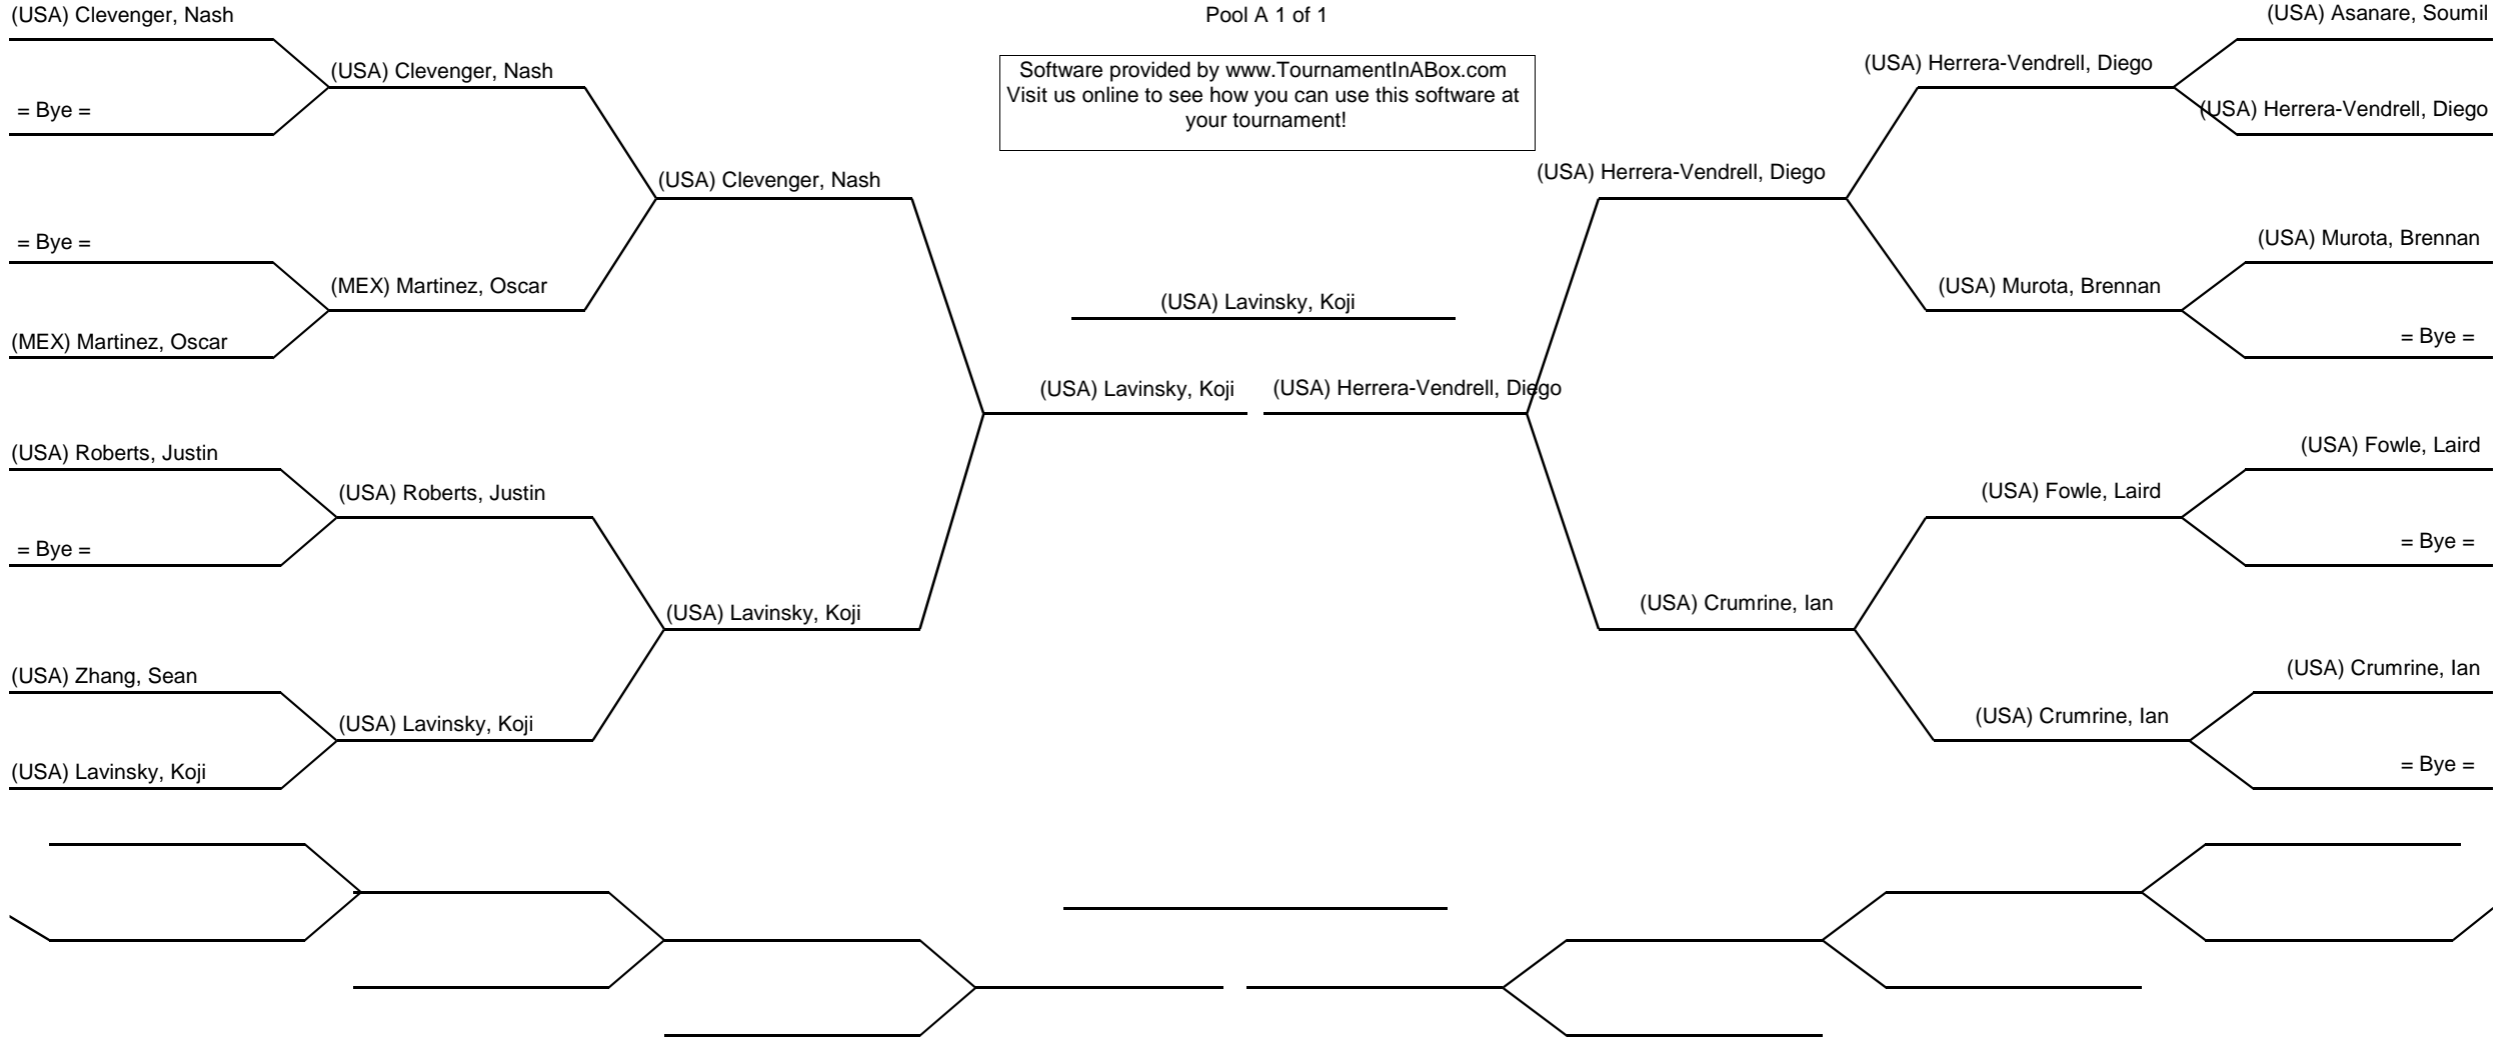 (USA) Clevenger, Nash
Pool A 1 of 1
(USA) Asanare, Soumil
(USA) Clevenger, Nash
Software provided by www.TournamentInABox.com
Visit us online to see how you can use this software at
your tournament!
(USA) Herrera-Vendrell, Diego
= Bye =
(USA) Herrera-Vendrell, Diego
(USA) Clevenger, Nash
(USA) Herrera-Vendrell, Diego
= Bye =
(USA) Murota, Brennan
(MEX) Martinez, Oscar
(USA) Lavinsky, Koji
(USA) Murota, Brennan
(MEX) Martinez, Oscar
= Bye =
(USA) Lavinsky, Koji
(USA) Herrera-Vendrell, Diego
(USA) Roberts, Justin
(USA) Fowle, Laird
(USA) Roberts, Justin
(USA) Fowle, Laird
= Bye =
= Bye =
(USA) Lavinsky, Koji
(USA) Crumrine, Ian
(USA) Zhang, Sean
(USA) Crumrine, Ian
(USA) Lavinsky, Koji
(USA) Crumrine, Ian
(USA) Lavinsky, Koji
= Bye =